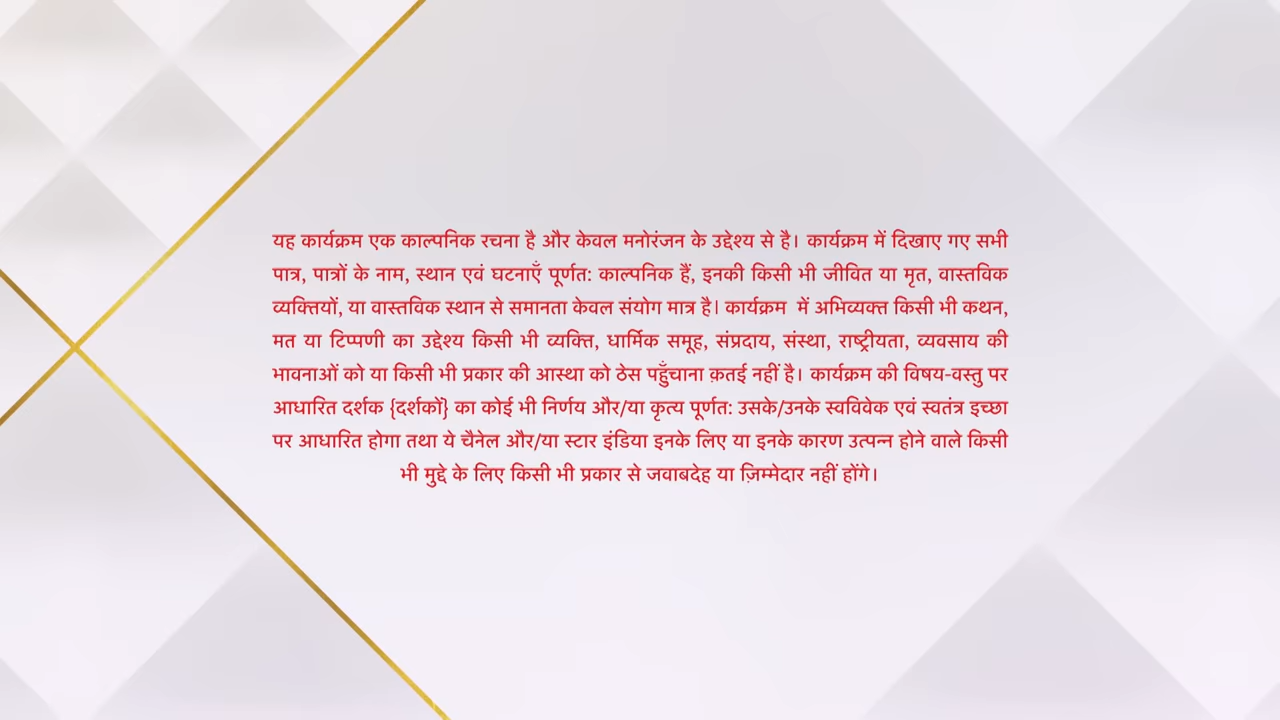 यह कार्यक्रम एक काल्पनिक रचना है और केवल मनोरंजन के उद्देश्य से है। कार्यक्रम में दिखाए गए सभी
पात्र, पात्रों के नाम, स्थान एवं घटनाएँ पूर्णत: काल्पनिक हैं, इनकी किसी भी जीवित या मृत, वास्तविक
व्यक्तियों, या वास्तविक स्थान से समानता केवल संयोग मात्र है। कार्यक्रम में अभिव्यक्त किसी भी कथन,
मत या टिप्पणी का उद्देश्य किसी भी व्यक्ति, धार्मिक समूह, संप्रदाय, संस्था, राष्ट्रीयता, व्यवसाय की
भावनाओं को या किसी भी प्रकार की आस्था को ठेस पहुँचाना क़तई नहीं है। कार्यक्रम की विषय-वस्तु पर
आधारित दर्शक {दर्शकों} का कोई भी निर्णय और/या कृत्य पूर्णत: उसके/उनके स्वविवेक एवं स्वतंत्र इच्छा
पर आधारित होगा तथा ये चैनेल और/या स्टार इंडिया इनके लिए या इनके कारण उत्पन्न होने वाले किसी
भी मुद्दे के लिए किसी भी प्रकार से जवाबदेह या ज़िम्मेदार नहीं होंगे।